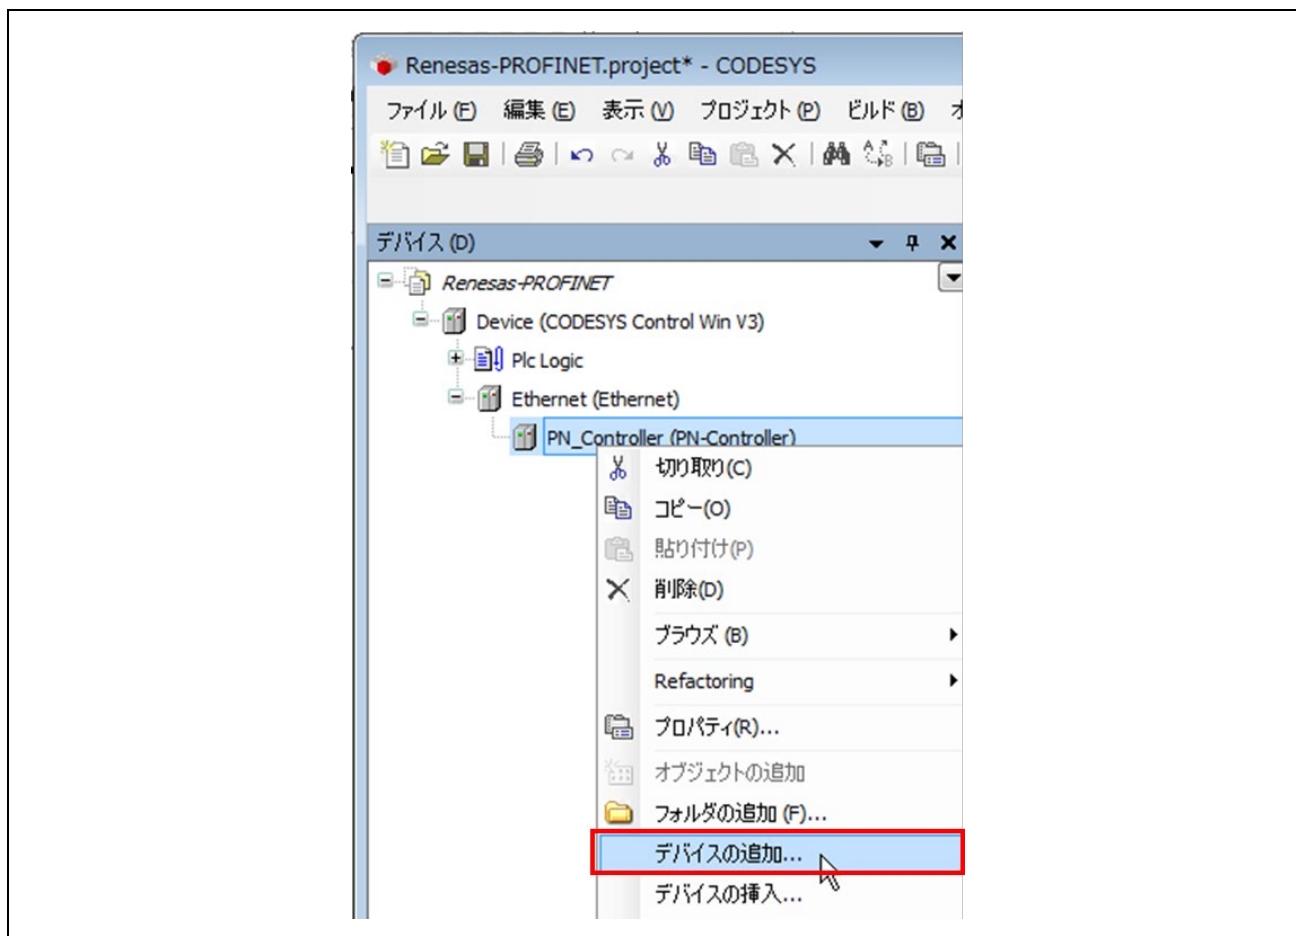 Renesas-PROFINET.project* - CODESYS
ファイル (F) 編集 (E) 表示 (V) プロジェクト (P) ビルド (B) オ
デバイス (D)
Renesas-PROFINET
Device (CODESYS Control Win V3)
Plc Logic
Ethernet (Ethernet)
PN_Controller (PN-Controller)
切り取り(C)
コピー(O)
貼り付け(P)
削除(D)
ブラウズ (B)
Refactoring
プロパティ(R)...
オブジェクトの追加
フォルダの追加 (F)...
デバイスの追加...
デバイスの挿入...